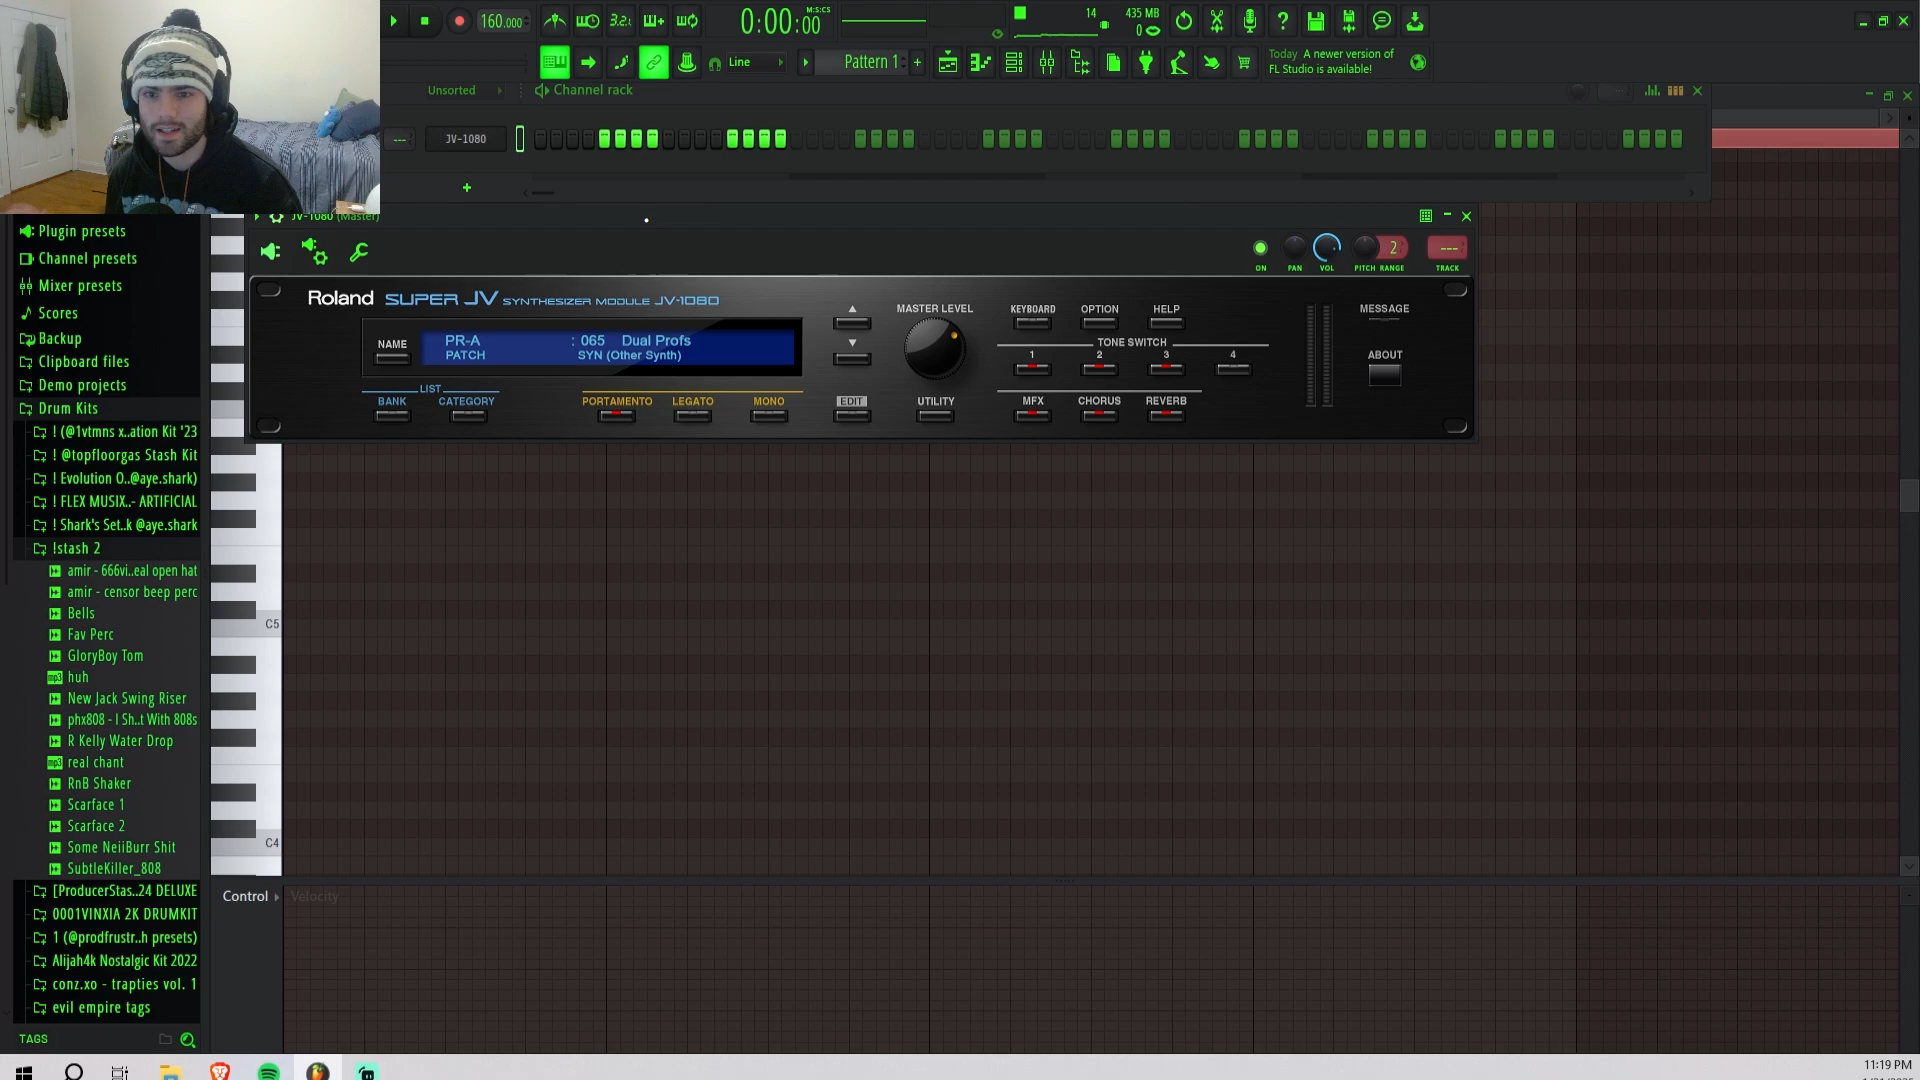 160.000
3.2.
0:00:00
M:S:CS
14
435 MB
0
Line
Pattern 1
+
Today A newer version of
FL Studio is available!
Unsorted
Channel rack
---
JV-1080
+
JV-1080 (Master)
2
---
ON
PAN
VOL
PITCH
RANGE
TRACK
Roland SUPER JV SYNTHESIZER MODULE JV-1080
MASTER LEVEL
KEYBOARD
OPTION
HELP
MESSAGE
NAME
PR-A : 065 Dual Profs
PATCH SYN (Other Synth)
TONE SWITCH
1
2
3
4
ABOUT
LIST
BANK
CATEGORY
PORTAMENTO
LEGATO
MONO
EDIT
UTILITY
MFX
CHORUS
REVERB
Plugin presets
Channel presets
Mixer presets
Scores
Backup
Clipboard files
Demo projects
Drum Kits
! (@1vtmns x..ation Kit '23
! @topfloorgas Stash Kit
! Evolution O..@aye.shark)
! FLEX MUSIX..- ARTIFICIAL
! Shark's Set..k @aye.shark
!stash 2
amir - 666vi..eal open hat
amir - censor beep perc
Bells
Fav Perc
GloryBoy Tom
mp3 huh
New Jack Swing Riser
phx808 - I Sh..t With 808s
R Kelly Water Drop
mp3 real chant
RnB Shaker
Scarface 1
Scarface 2
Some NeiiBurr Shit
SubtleKiller_808
[ProducerStas..24 DELUXE
0001VINXIA 2K DRUMKIT
1 (@prodfrustr..h presets)
Alijah4k Nostalgic Kit 2022
conz.xo - trapties vol. 1
evil empire tags
TAGS
C5
C4
Control
Velocity
11:19 PM